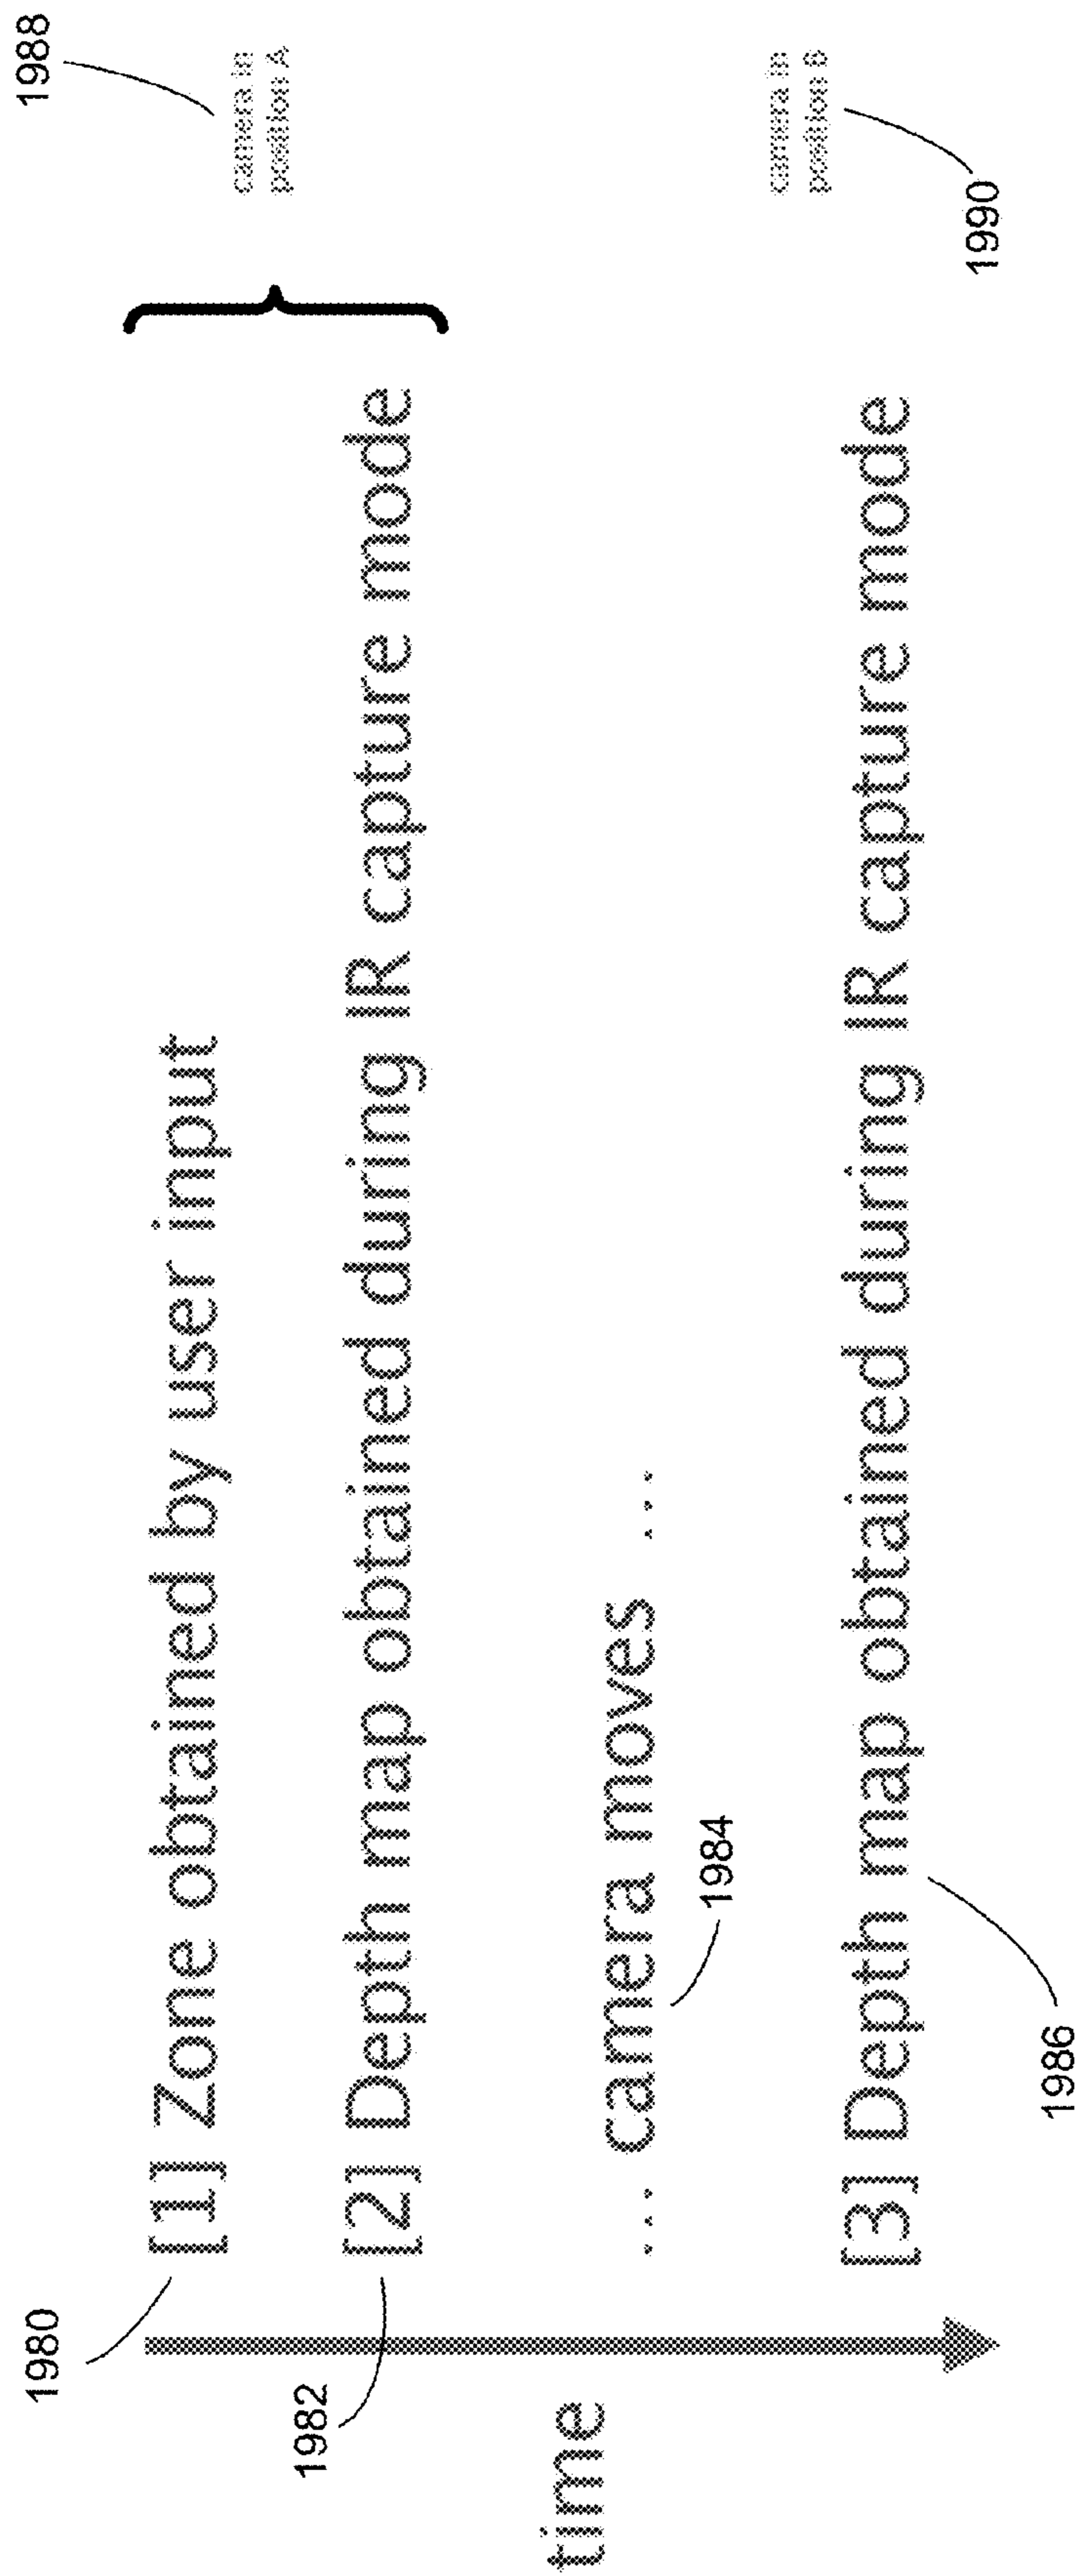 1980
[1] Zone obtained by user input
camera in
position A
1988
1982
[2] Depth map obtained during IR capture mode
time
... camera moves ...
1984
[3] Depth map obtained during IR capture mode
camera in
position B
1986
1990